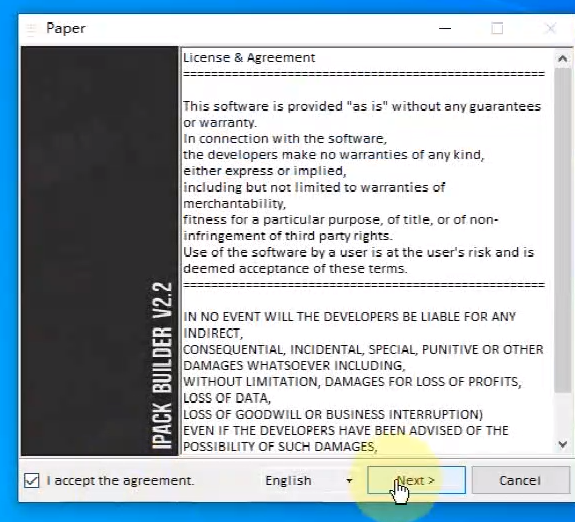 Paper
License & Agreement
======================================================
This software is provided "as is" without any guarantees
or warranty.
In connection with the software,
the developers make no warranties of any kind,
either express or implied,
including but not limited to warranties of
merchantability,
fitness for a particular purpose, of title, or of non-
infringement of third party rights.
Use of the software by a user is at the user's risk and is
deemed acceptance of these terms.
======================================================
IN NO EVENT WILL THE DEVELOPERS BE LIABLE FOR ANY
INDIRECT,
CONSEQUENTIAL, INCIDENTAL, SPECIAL, PUNITIVE OR OTHER
DAMAGES WHATSOEVER INCLUDING,
WITHOUT LIMITATION, DAMAGES FOR LOSS OF PROFITS,
LOSS OF DATA,
LOSS OF GOODWILL OR BUSINESS INTERRUPTION)
EVEN IF THE DEVELOPERS HAVE BEEN ADVISED OF THE
POSSIBILITY OF SUCH DAMAGES,
IPACK BUILDER V2.2
I accept the agreement.
English
Next >
Cancel